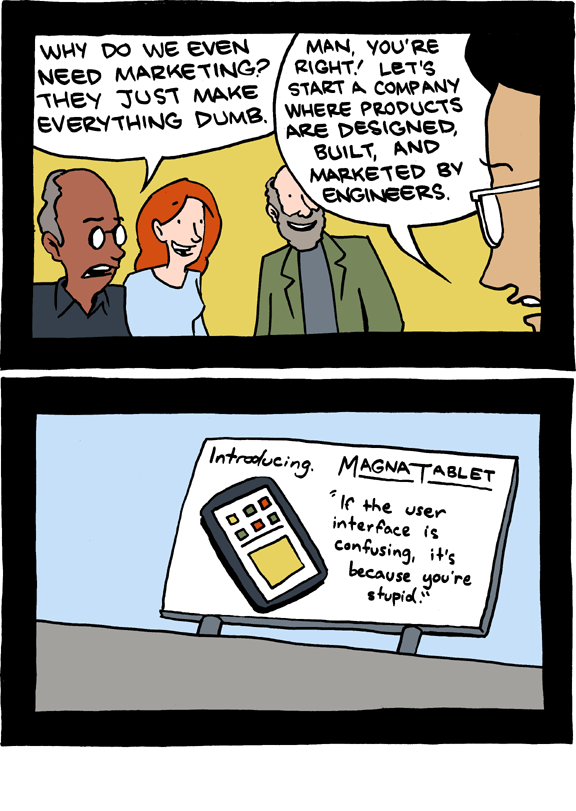 WHY DO WE EVEN
NEED MARKETING?
THEY JUST MAKE
EVERYTHING DUMB.
MAN, YOU'RE
RIGHT! LET'S
START A COMPANY
WHERE PRODUCTS
ARE DESIGNED,
BUILT, AND
MARKETED BY
ENGINEERS.
Introducing. MAGNATABLET
"If the user
interface is
confusing, it's
because you're
stupid."